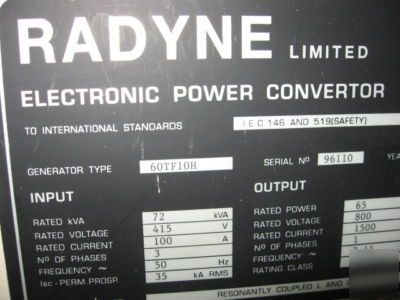 RADYNE LIMITED
ELECTRONIC POWER CONVERTOR
TO INTERNATIONAL STANDARDS I.E.C 146 AND 519(SAFETY)
GENERATOR TYPE 60TF10H SERIAL Nº 96110 YEA
INPUT
RATED kVA 72 kVA
RATED VOLTAGE 415 V
RATED CURRENT 100 A
Nº OF PHASES 3
FREQUENCY ~ 50 Hz
Isc - PERM.PROSP. 35 kA RMS
OUTPUT
RATED POWER 65
RATED VOLTAGE 800
RATED CURRENT 1500
Nº OF PHASES 1
FREQUENCY ~
RATING CLASS
RESONANTLY COUPLED L AND